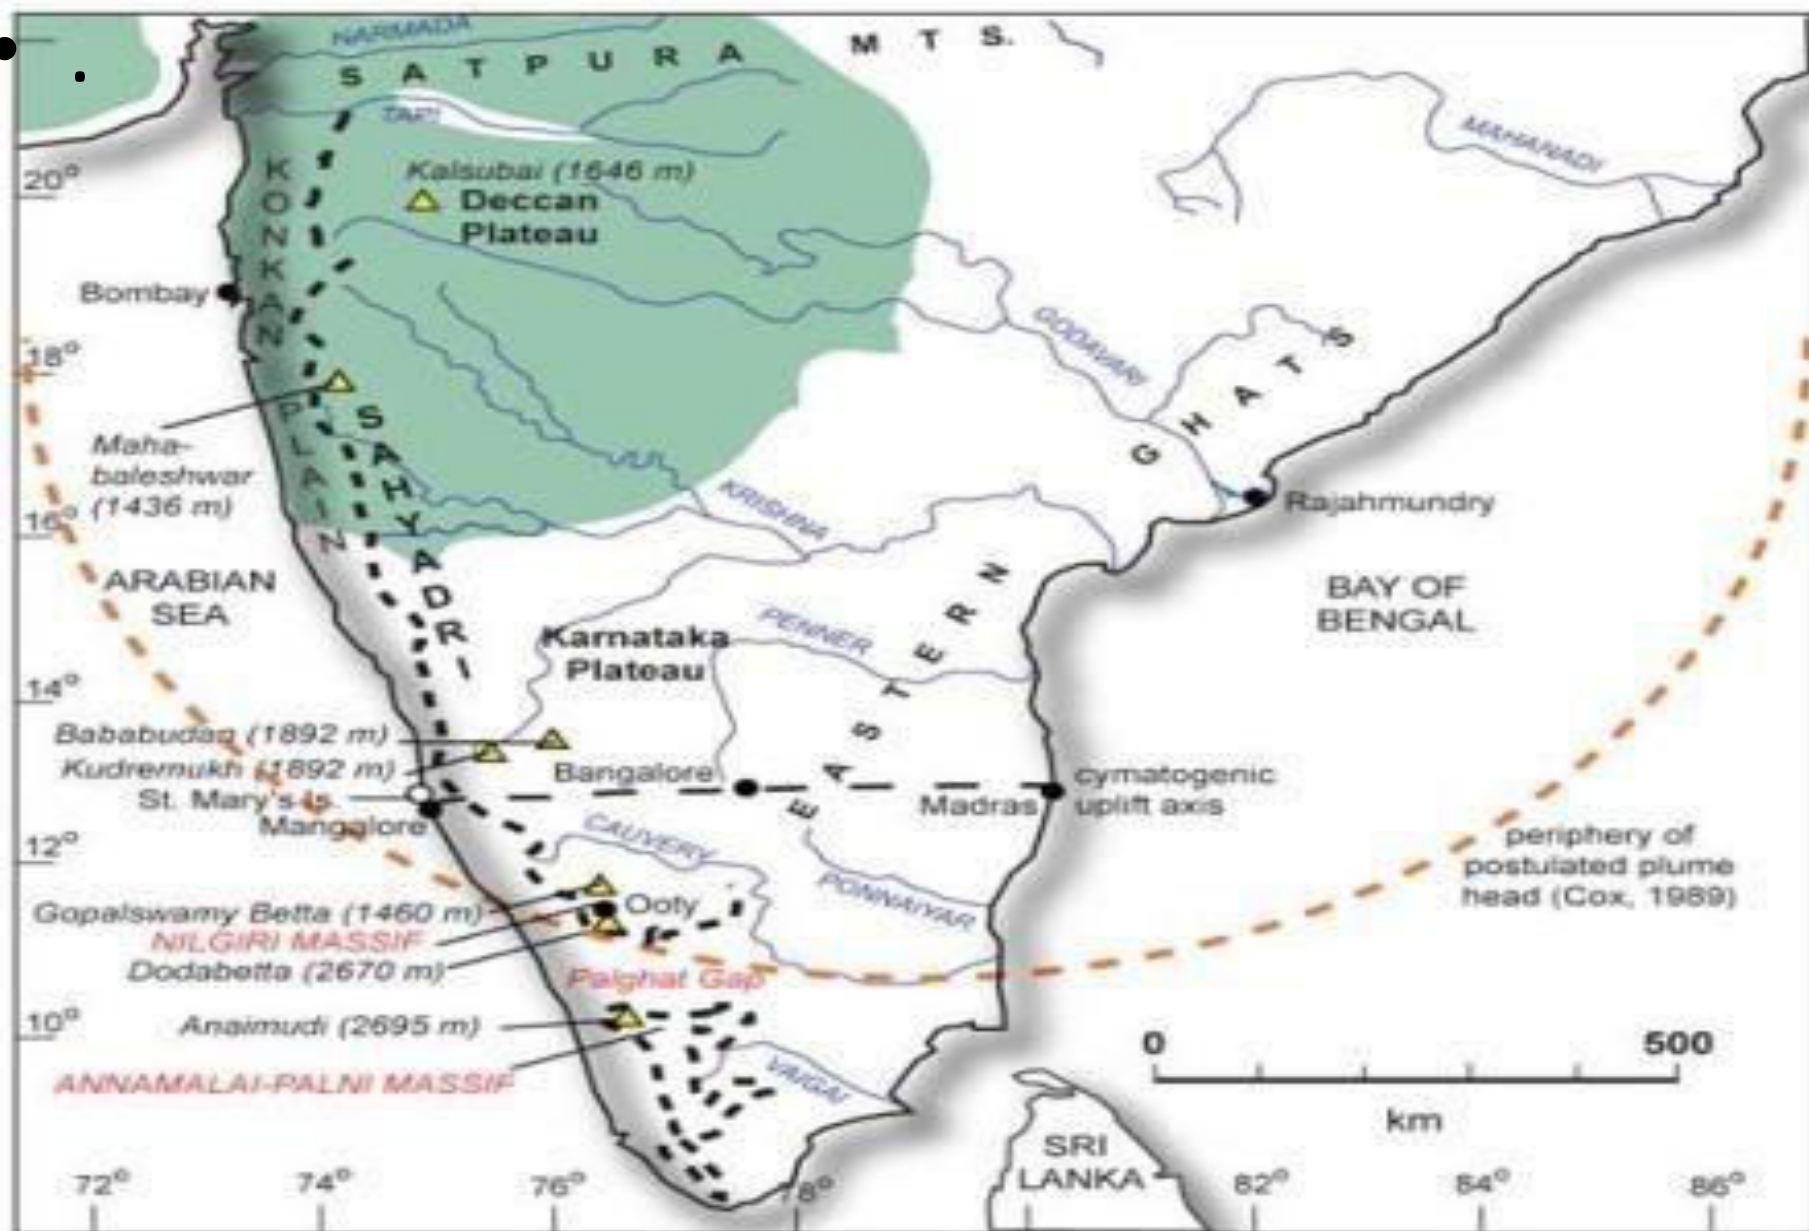 NARMADA
SATPURA MTS.
TAPI
MAHANADI
20°
Kalsubai (1646 m)
Deccan
Plateau
KONKAN PLAIN
Bombay
GODAVARI
18°
EASTERN GHATS
Maha-
baleshwar
(1436 m)
SAHYADRI
KRISHNA
Rajahmundry
16°
ARABIAN
SEA
BAY OF
BENGAL
Karnataka
Plateau
PENNER
14°
Bababudan (1892 m)
Kudremukh (1892 m)
Bangalore
St. Mary's Is.
Mangalore
Madras
cymatogenic
uplift axis
12°
CAUVERY
periphery of
postulated plume
head (Cox, 1989)
PONNAIYAR
Gopalswamy Betta (1460 m)
Ooty
NILGIRI MASSIF
Dodabetta (2670 m)
Palghat Gap
10°
Anaimudi (2695 m)
0 500
km
ANNAMALAI-PALNI MASSIF
VAIGAI
SRI
LANKA
72° 74° 76° 78° 82° 84° 86°